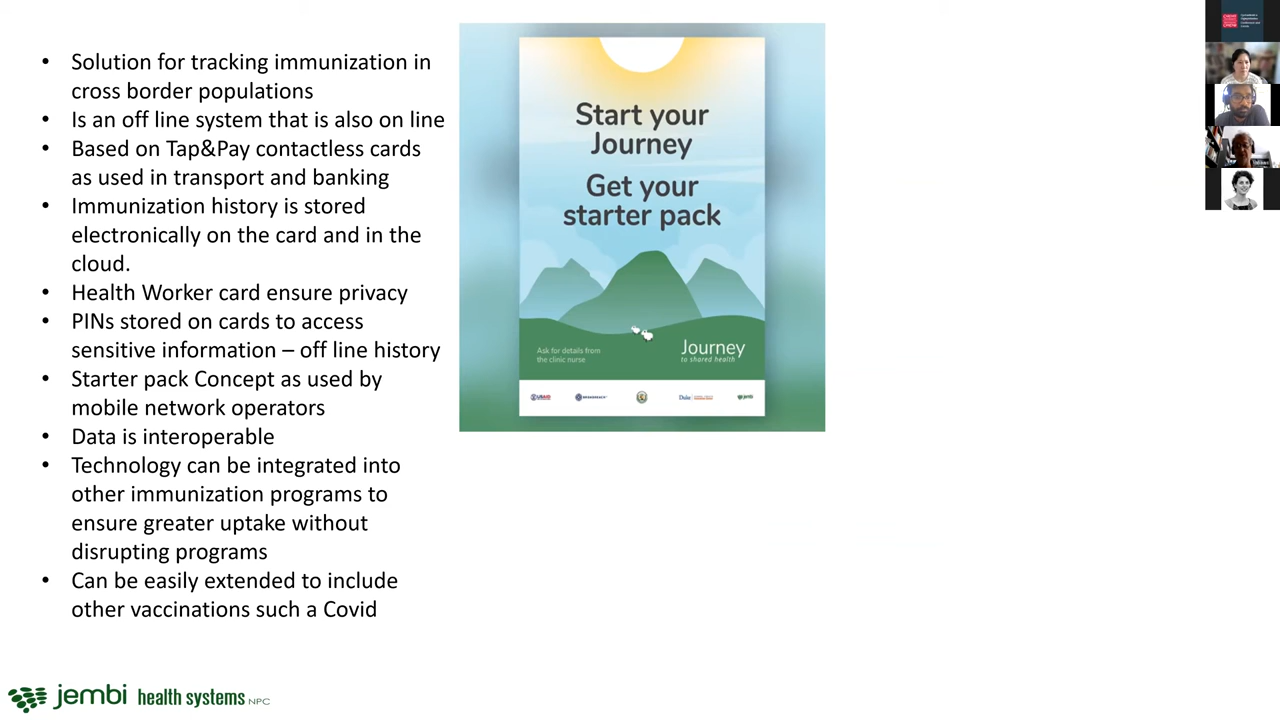 • Solution for tracking immunization in
cross border populations
• Is an off line system that is also on line
• Based on Tap&Pay contactless cards
as used in transport and banking
• Immunization history is stored
electronically on the card and in the
cloud.
• Health Worker card ensure privacy
• PINs stored on cards to access
sensitive information – off line history
• Starter pack Concept as used by
mobile network operators
• Data is interoperable
• Technology can be integrated into
other immunization programs to
ensure greater uptake without
disrupting programs
• Can be easily extended to include
other vaccinations such a Covid
Start your
Journey
Get your
starter pack
Ask for details from
the clinic nurse
Journey
to shared health
USAID
Duke
jembi
jembi health systems NPC